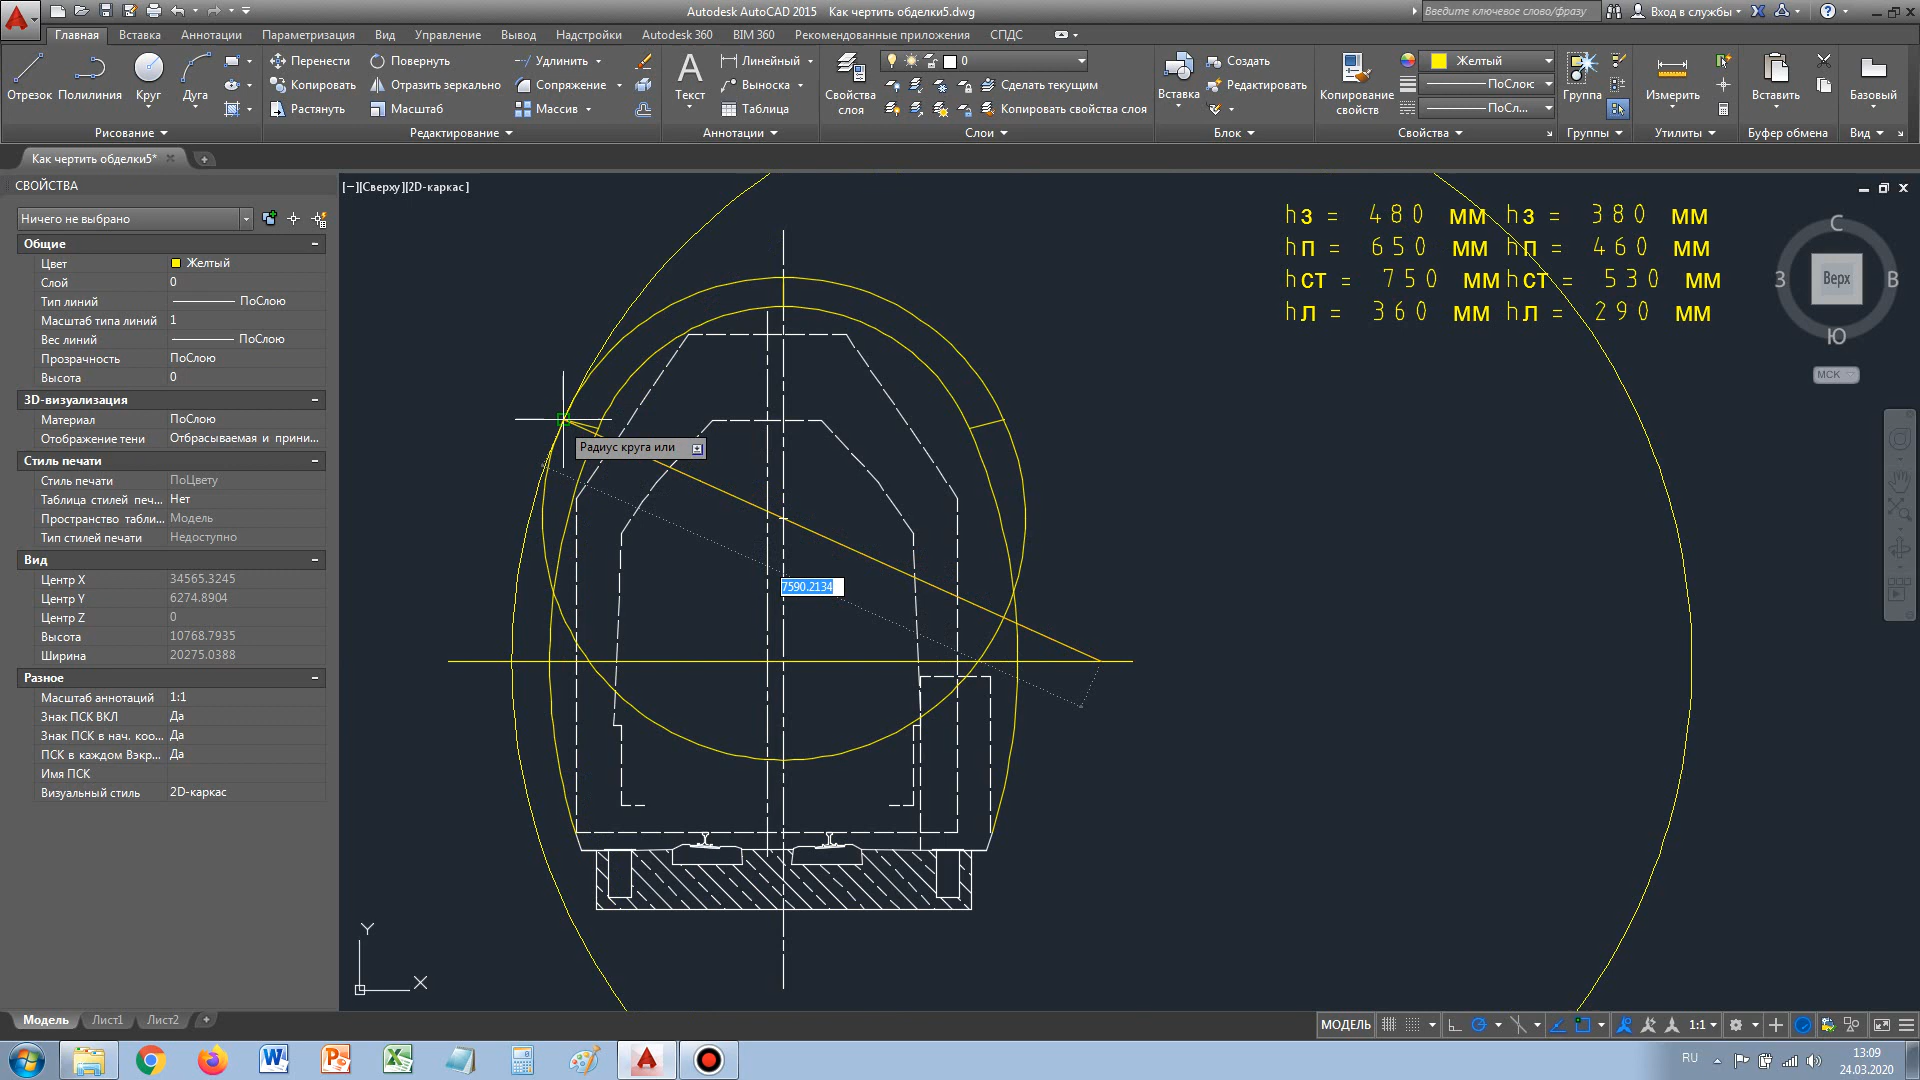 Autodesk AutoCAD 2015 Как чертить обделки5.dwg
Введите ключевое слово/фразу
Вход в службы
Главная Вставка Аннотации Параметризация Вид Управление Вывод Надстройки Autodesk 360 BIM 360 Рекомендованные приложения СПДС
Отрезок Полилиния Круг Дуга
Перенести Повернуть Удлинить
Копировать Отразить зеркально Сопряжение
Растянуть Масштаб Массив
Текст Линейный
Выноска
Таблица
Свойства слоя
0
Сделать текущим
Копировать свойства слоя
Вставка Создать
Редактировать
Копирование свойств
Желтый
ПоСлою
ПоСл...
Группа Измерить Вставить Базовый
Рисование Редактирование Аннотации Слои Блок Свойства Группы Утилиты Буфер обмена Вид
Как чертить обделки5*
СВОЙСТВА
Ничего не выбрано
Общие
Цвет Желтый
Слой 0
Тип линий ПоСлою
Масштаб типа линий 1
Вес линий ПоСлою
Прозрачность ПоСлою
Высота 0
3D-визуализация
Материал ПоСлою
Отображение тени Отбрасываемая и прини...
Стиль печати
Стиль печати ПоЦвету
Таблица стилей печ... Нет
Пространство табли... Модель
Тип стилей печати Недоступно
Вид
Центр X 34565.3245
Центр Y 6274.8904
Центр Z 0
Высота 10768.7935
Ширина 20275.0388
Разное
Масштаб аннотаций 1:1
Знак ПСК ВКЛ Да
Знак ПСК в нач. коо... Да
ПСК в каждом Вэкр... Да
Имя ПСК
Визуальный стиль 2D-каркас
[−][Сверху][2D-каркас]
hз = 480 мм hз = 380 мм
hп = 650 мм hп = 460 мм
hст = 750 мм hст = 530 мм
hл = 360 мм hл = 290 мм
С
З Верх В
Ю
МСК
Радиус круга или
7590.2134
Y
X
Модель Лист1 Лист2
МОДЕЛЬ 1:1
RU 13:09
24.03.2020